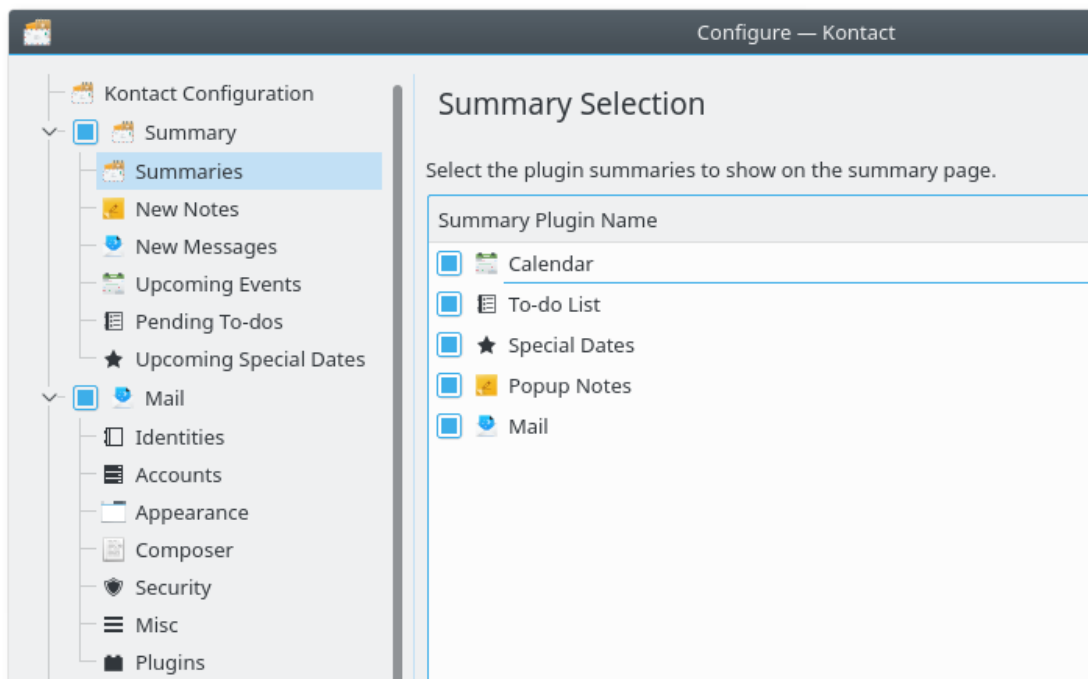 Configure — Kontact
Kontact Configuration
Summary
Summaries
New Notes
New Messages
Upcoming Events
Pending To-dos
Upcoming Special Dates
Mail
Identities
Accounts
Appearance
Composer
Security
Misc
Plugins
Summary Selection
Select the plugin summaries to show on the summary page.
Summary Plugin Name
Calendar
To-do List
Special Dates
Popup Notes
Mail